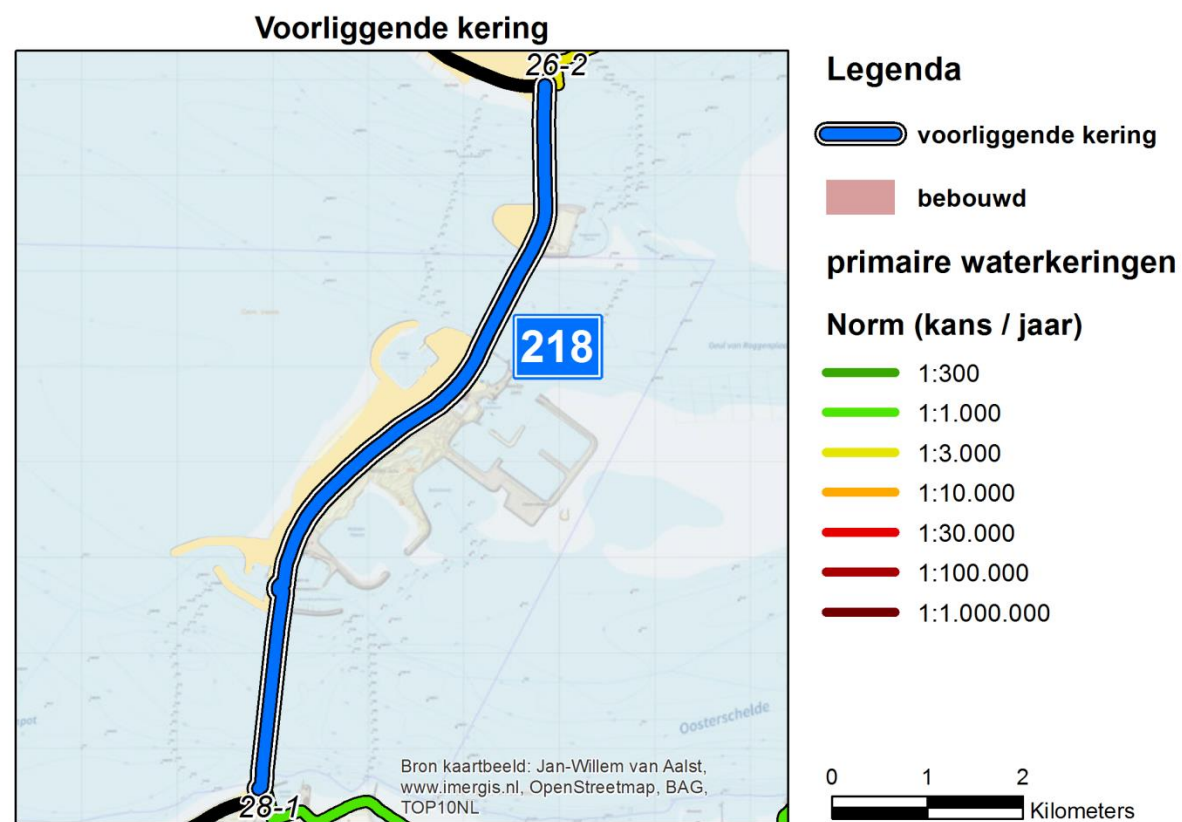 Voorliggende kering
26-2
218
Oosterschelde
28-1
Bron kaartbeeld: Jan-Willem van Aalst,
www.imergis.nl, OpenStreetmap, BAG,
TOP10NL
Legenda
voorliggende kering
bebouwd
primaire waterkeringen
Norm (kans / jaar)
1:300
1:1.000
1:3.000
1:10.000
1:30.000
1:100.000
1:1.000.000
0 1 2
Kilometers